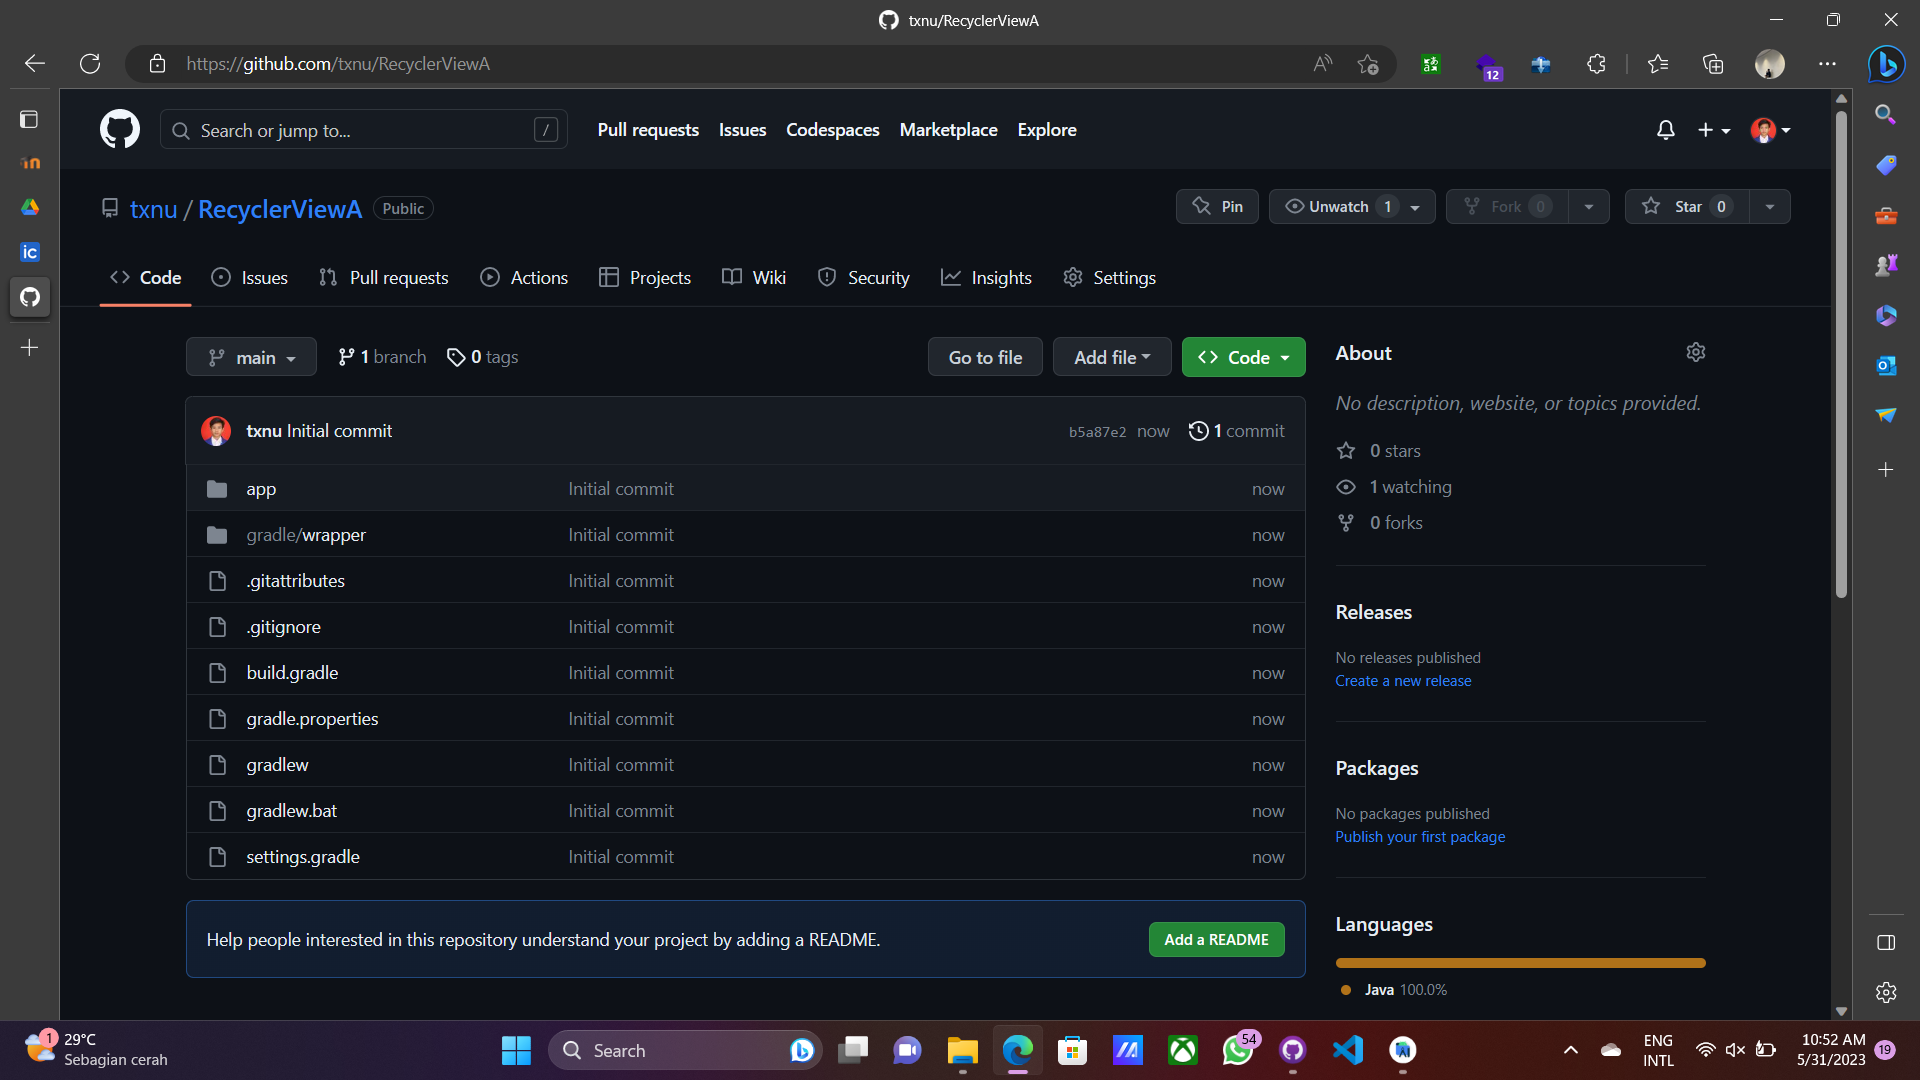 txnu/RecyclerViewA
https://github.com/txnu/RecyclerViewA
12
Search or jump to...
/
Pull requests
Issues
Codespaces
Marketplace
Explore
txnu / RecyclerViewA
Public
Pin
Unwatch 1
Fork 0
Star 0
Code
Issues
Pull requests
Actions
Projects
Wiki
Security
Insights
Settings
main
1 branch
0 tags
Go to file
Add file
Code
txnu Initial commit
b5a87e2 now
1 commit
app Initial commit now
gradle/wrapper Initial commit now
.gitattributes Initial commit now
.gitignore Initial commit now
build.gradle Initial commit now
gradle.properties Initial commit now
gradlew Initial commit now
gradlew.bat Initial commit now
settings.gradle Initial commit now
Help people interested in this repository understand your project by adding a README.
Add a README
About
No description, website, or topics provided.
0 stars
1 watching
0 forks
Releases
No releases published
Create a new release
Packages
No packages published
Publish your first package
Languages
Java 100.0%
ic
1
29°C
Sebagian cerah
Search
54
ENG
INTL
10:52 AM
5/31/2023
19